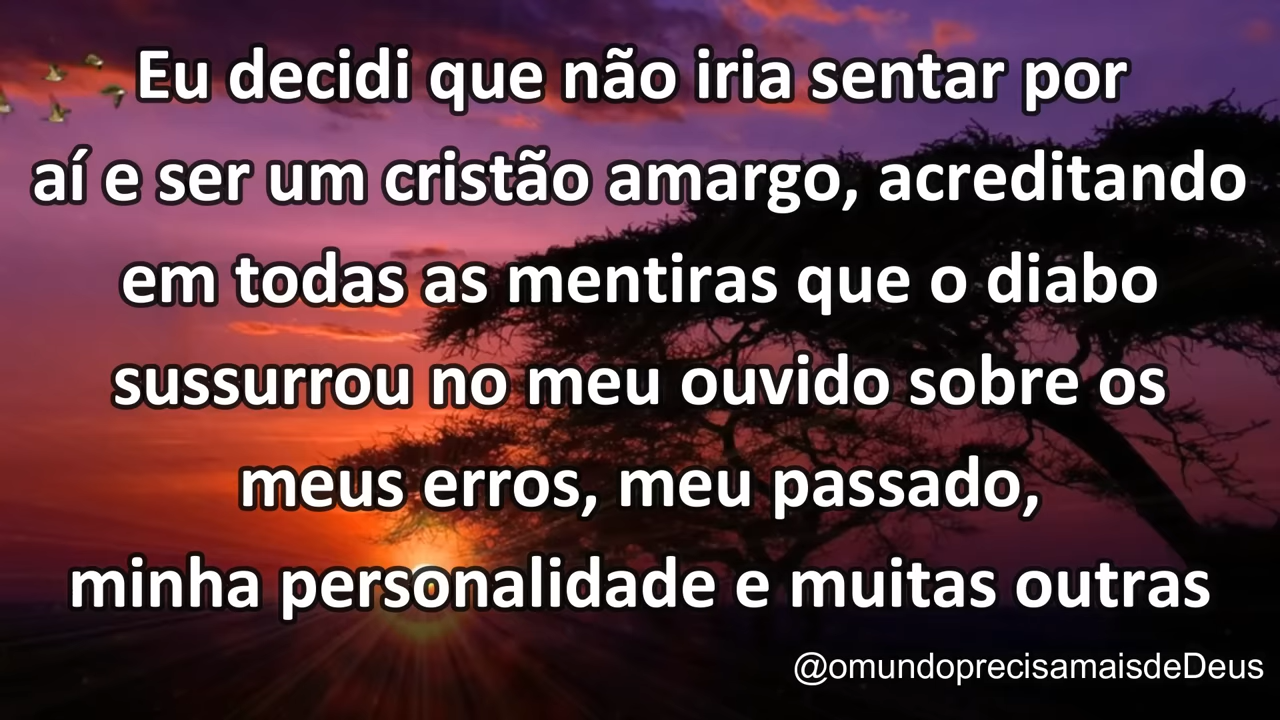 Eu decidi que não iria sentar por
aí e ser um cristão amargo, acreditando
em todas as mentiras que o diabo
sussurrou no meu ouvido sobre os
meus erros, meu passado,
minha personalidade e muitas outras
@omundoprecisamaisdeDeus